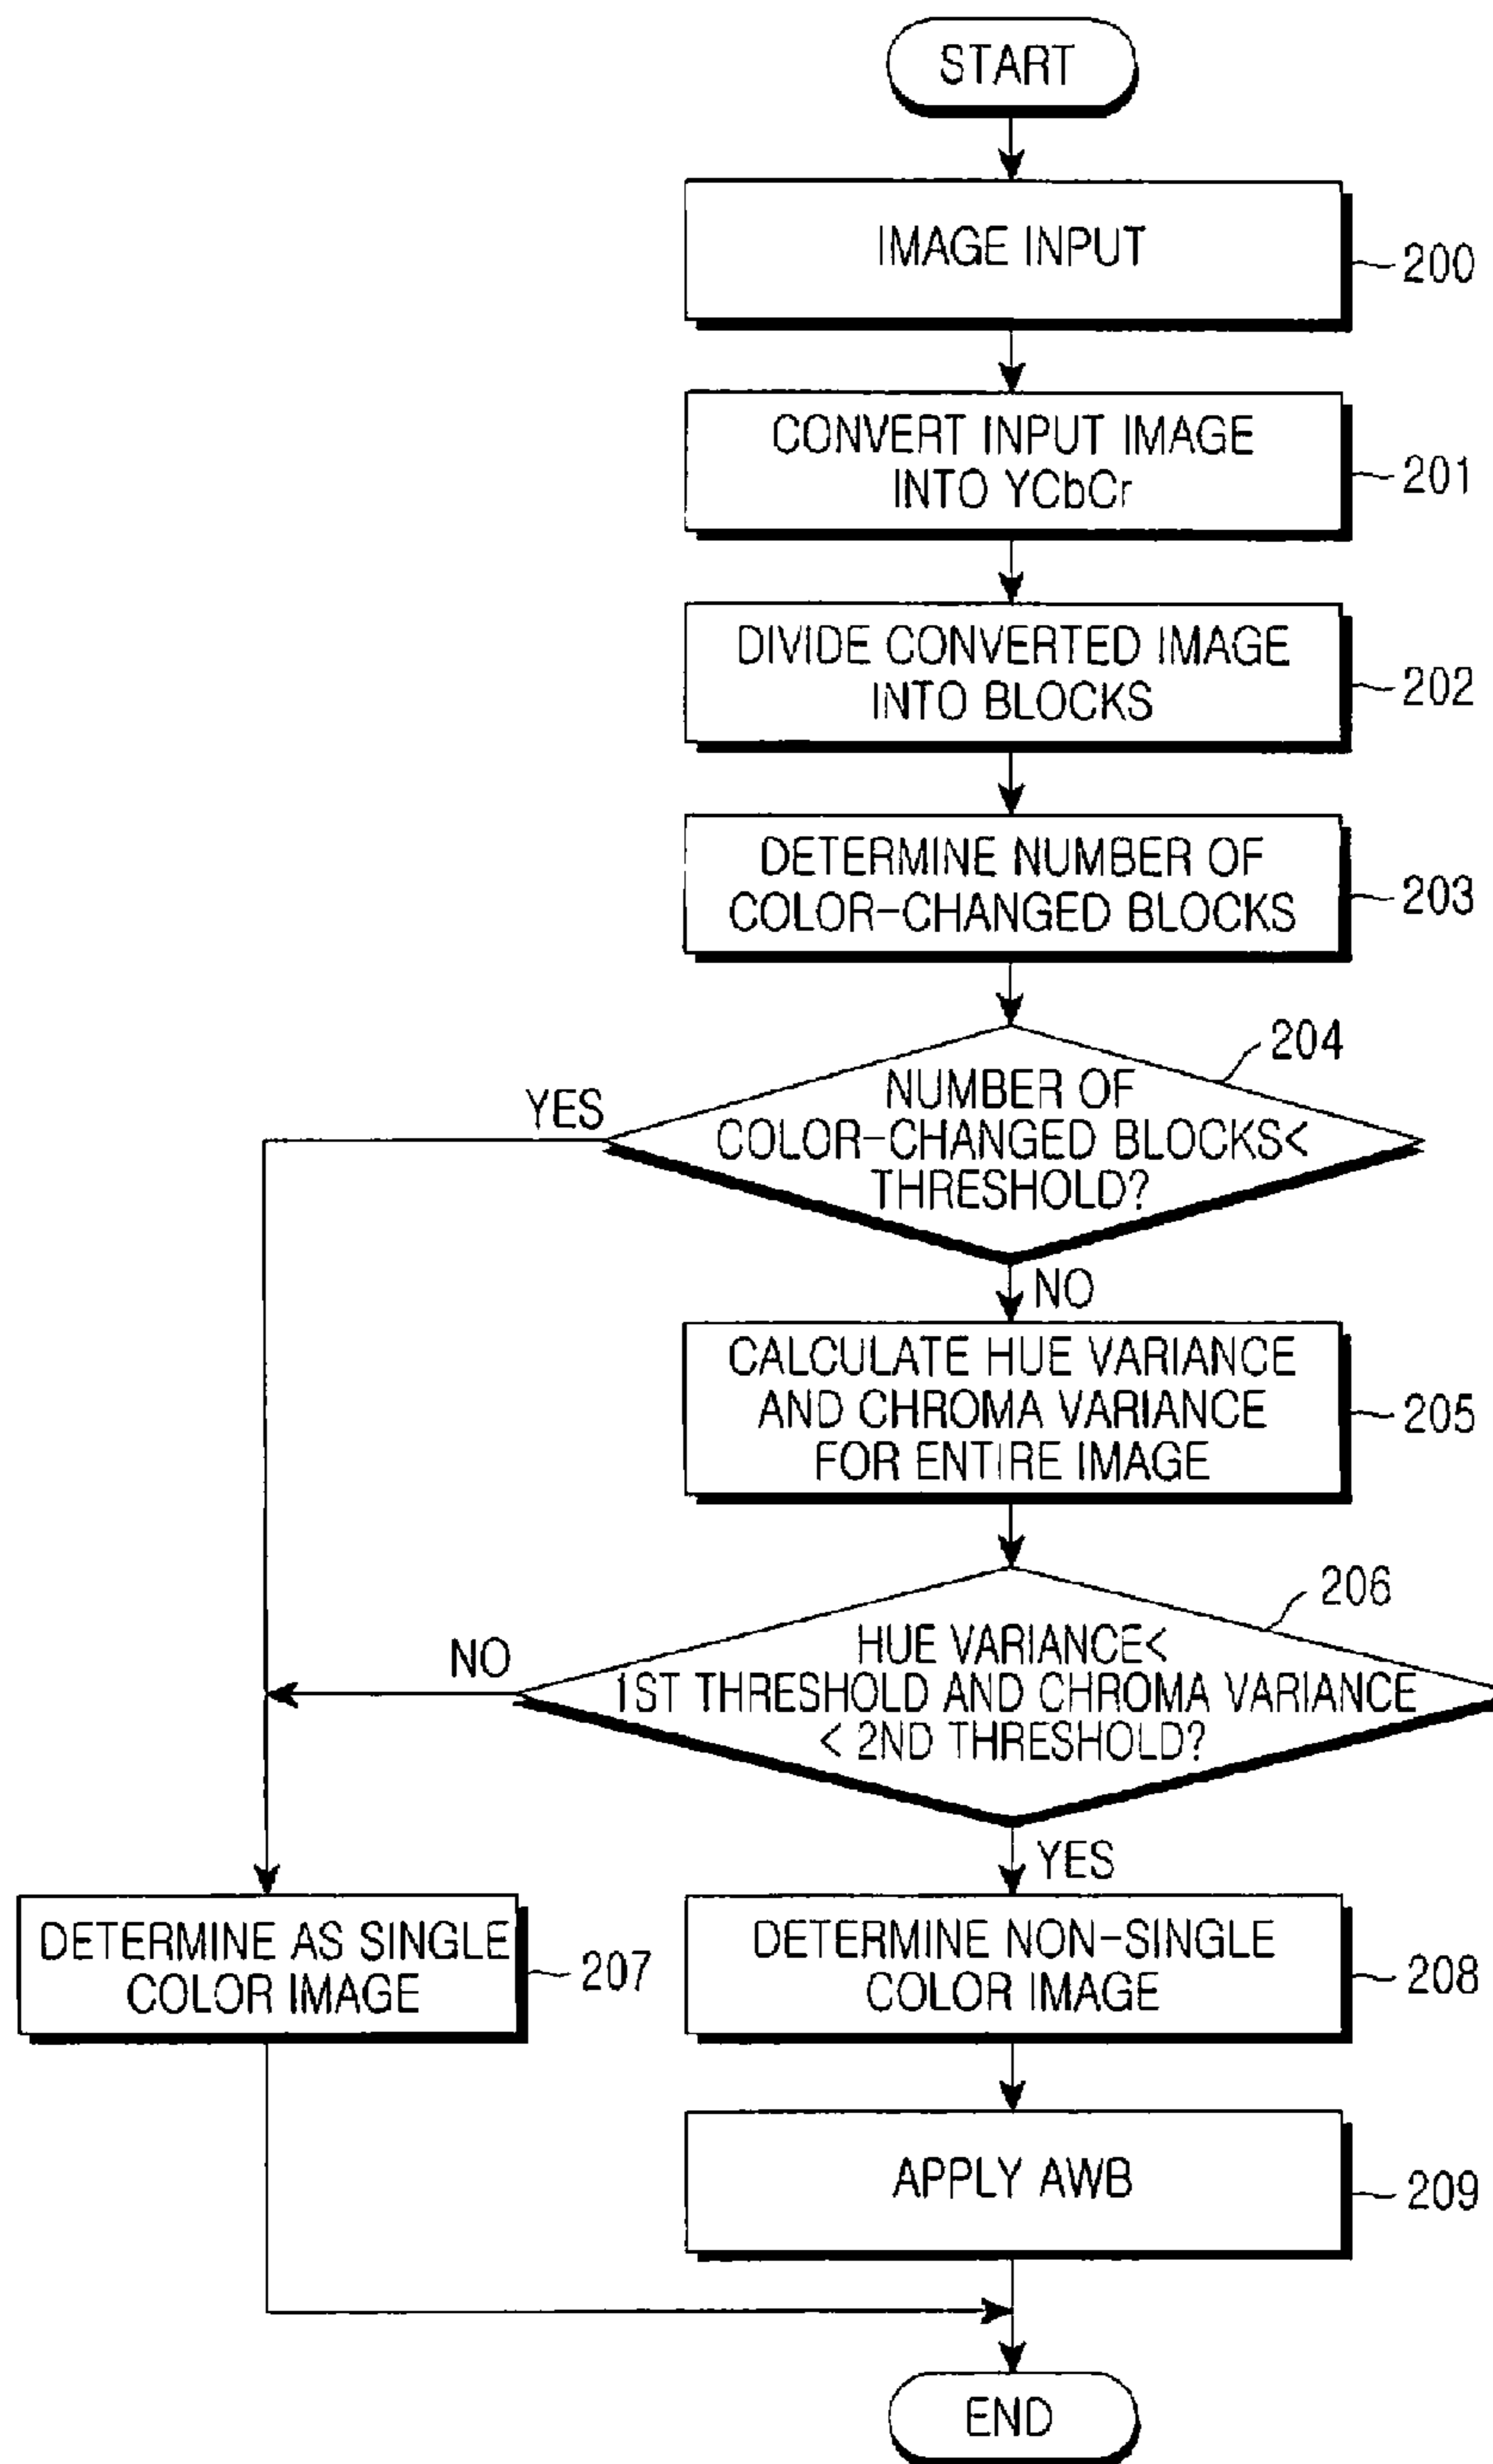 START
IMAGE INPUT
200
CONVERT INPUT IMAGE
INTO YCbCr
201
DIVIDE CONVERTED IMAGE
INTO BLOCKS
202
DETERMINE NUMBER OF
COLOR-CHANGED BLOCKS
203
204
NUMBER OF
COLOR-CHANGED BLOCKS<
THRESHOLD?
YES
NO
CALCULATE HUE VARIANCE
AND CHROMA VARIANCE
FOR ENTIRE IMAGE
205
206
HUE VARIANCE<
1ST THRESHOLD AND CHROMA VARIANCE
< 2ND THRESHOLD?
NO
YES
DETERMINE AS SINGLE
COLOR IMAGE
207
DETERMINE NON-SINGLE
COLOR IMAGE
208
APPLY AWB
209
END